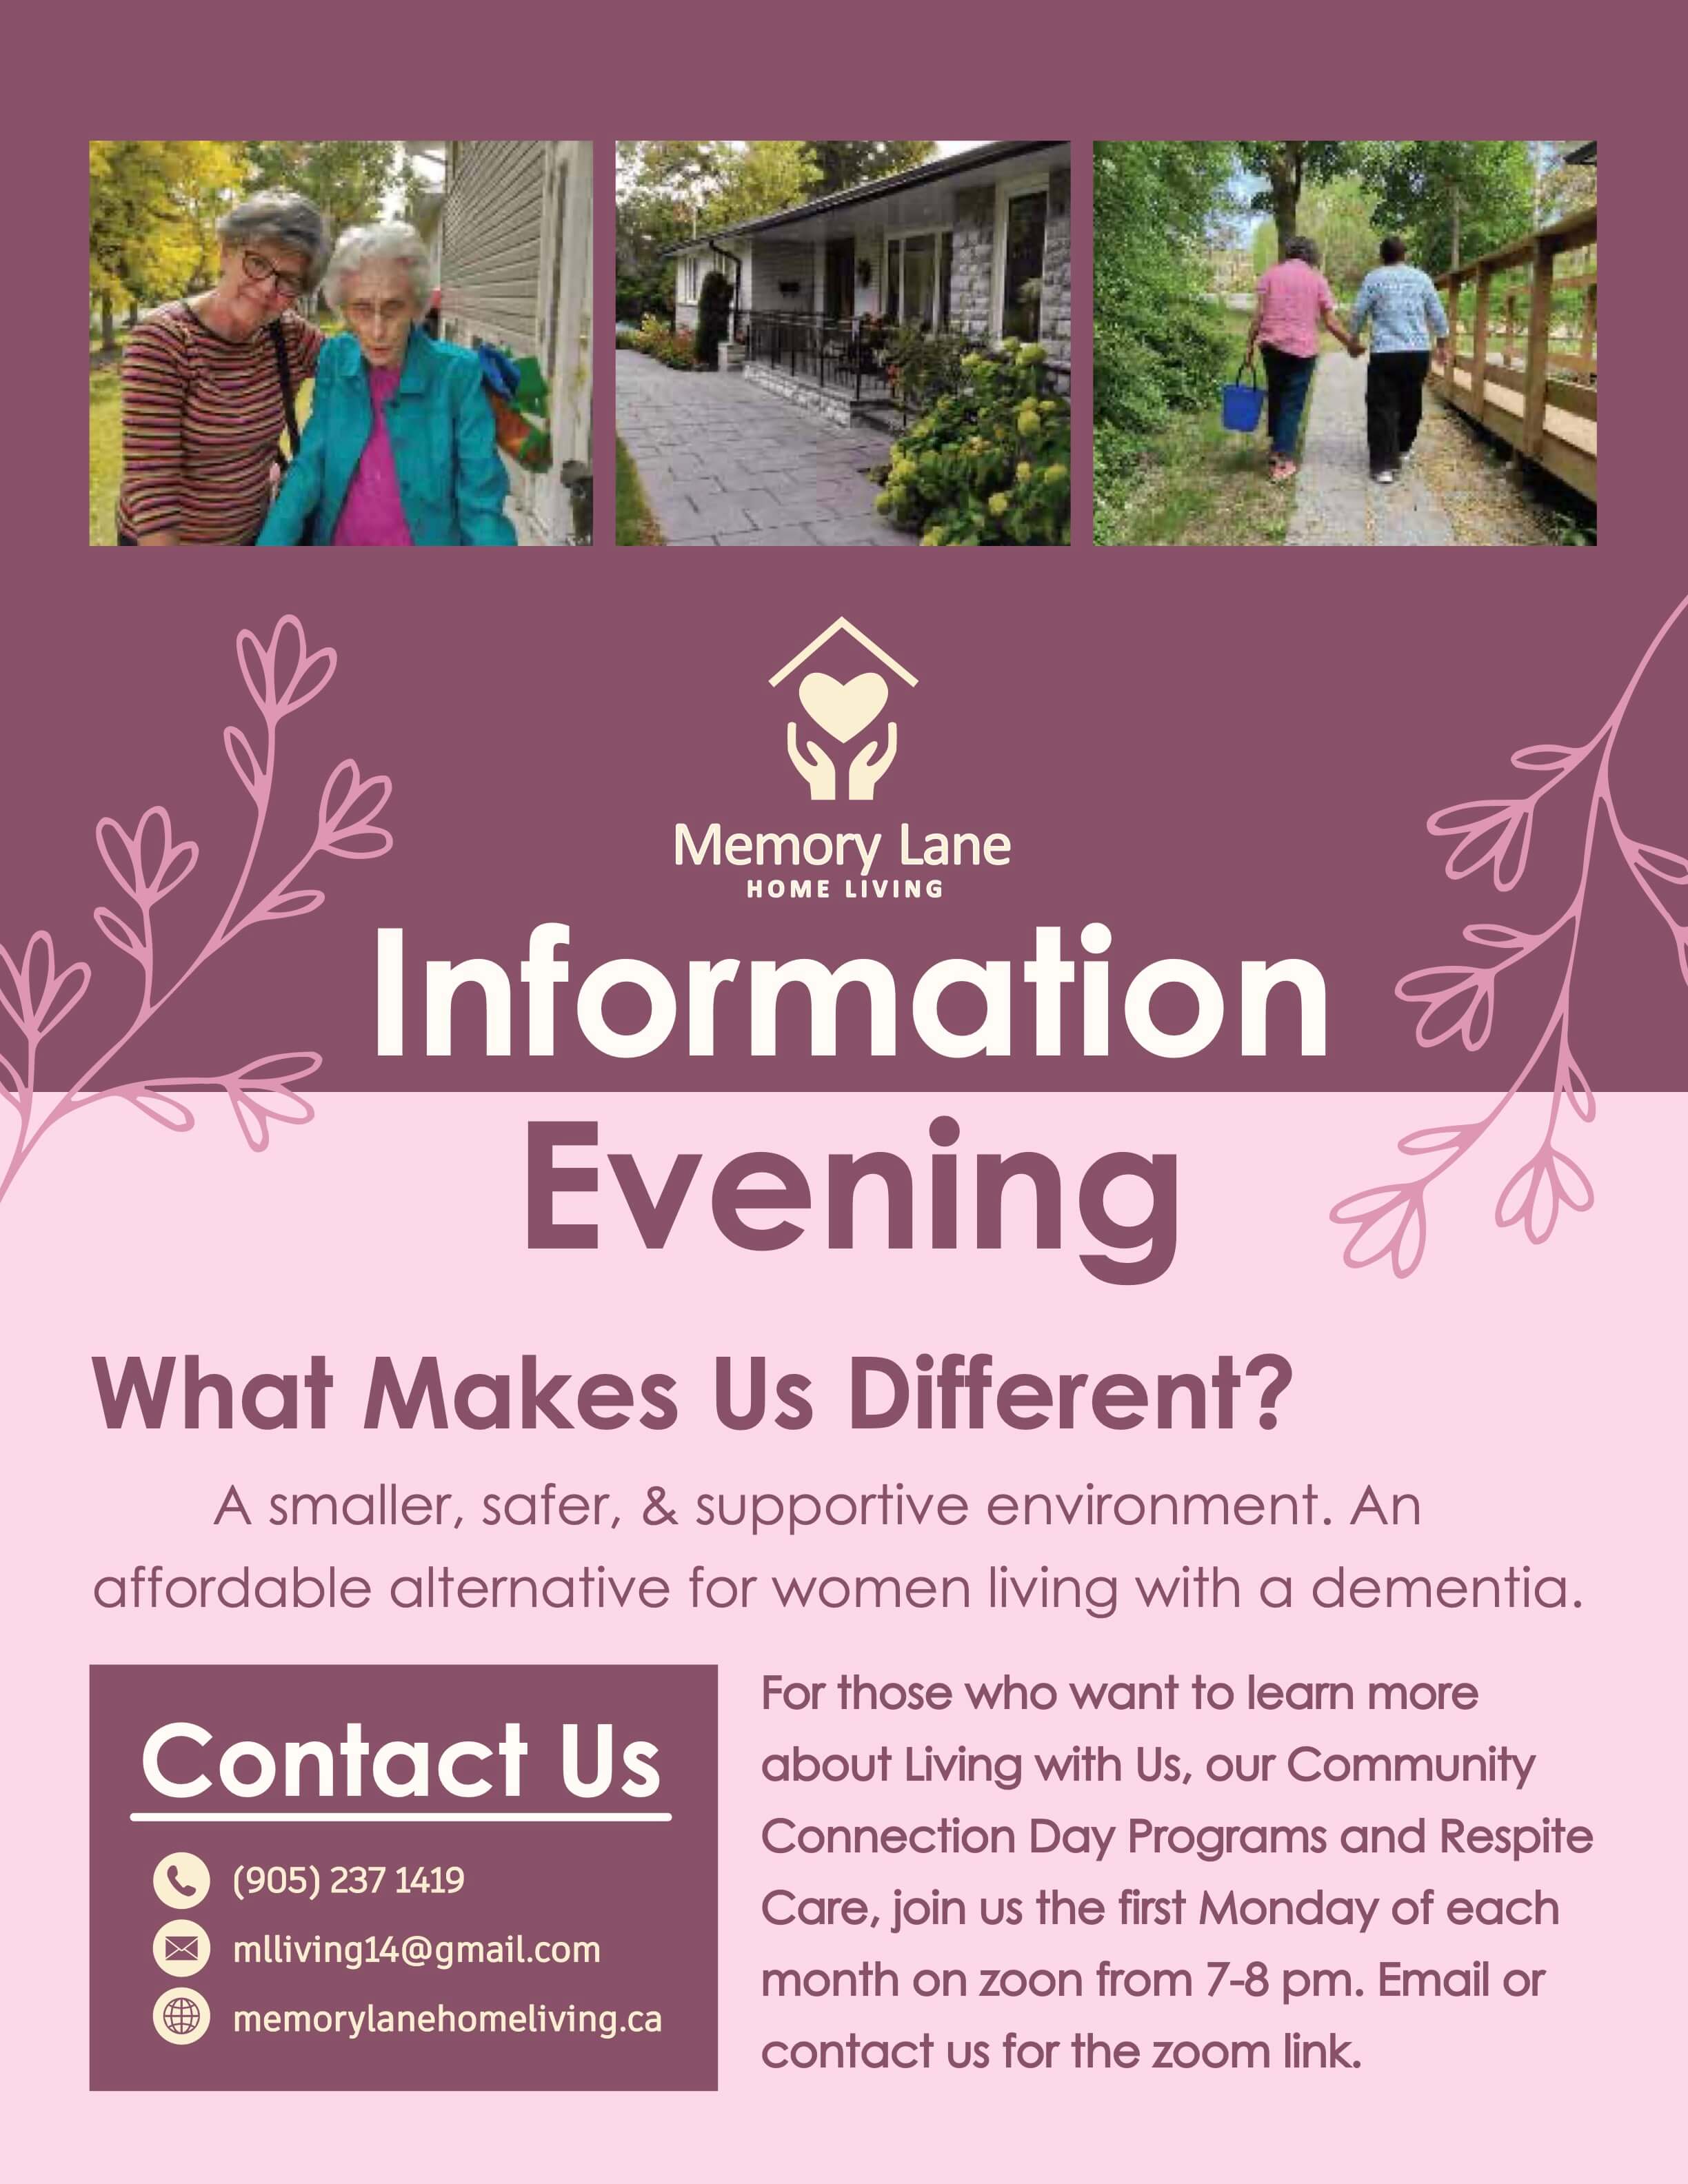 Memory Lane
HOME LIVING
Information
Evening
What Makes Us Different?
A smaller, safer, & supportive environment. An
affordable alternative for women living with a dementia.
Contact Us
(905) 237 1419
mlliving14@gmail.com
memorylanehomeliving.ca
For those who want to learn more
about Living with Us, our Community
Connection Day Programs and Respite
Care, join us the first Monday of each
month on zoon from 7-8 pm. Email or
contact us for the zoom link.